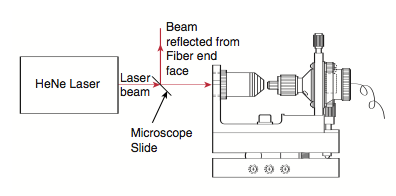 Beam
reflected from
Fiber end
face
HeNe Laser
Laser
beam
Microscope
Slide